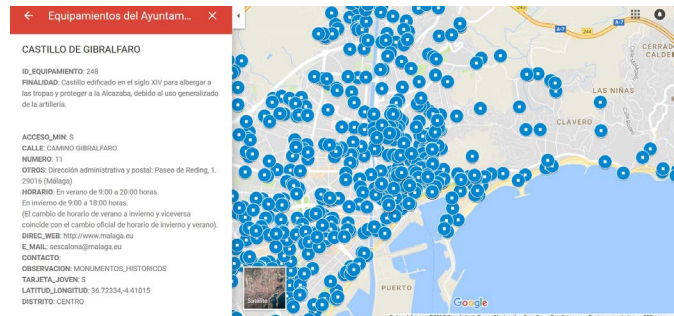 Equipamientos del Ayuntam...
CASTILLO DE GIBRALFARO
ID_EQUIPAMIENTO: 248
FINALIDAD: Castillo edificado en el siglo XIV para albergar a
las tropas y proteger a la Alcazaba, debido al uso generalizado
de la artillería.
ACCESO_MIN: S
CALLE: CAMINO GIBRALFARO
NUMERO: 11
OTROS: Dirección administrativa y postal: Paseo de Reding, 1.
29016 (Málaga)
HORARIO: En verano de 9:00 a 20:00 horas.
En invierno de 9:00 a 18:00 horas.
(El cambio de horario de verano a invierno y viceversa
coincide con el cambio oficial de horario de invierno y verano).
DIREC_WEB: http://www.malaga.eu
E_MAIL: sescalona@malaga.eu
CONTACTO:
OBSERVACION: MONUMENTOS_HISTORICOS
TARJETA_JOVEN: S
LATITUD_LONGITUD: 36.72334,-4.41015
DISTRITO: CENTRO
A-7
244
A-7
CERRAD
CALDE
LAS NIÑAS
CLAVERO
PUERTO
Satélite
Google